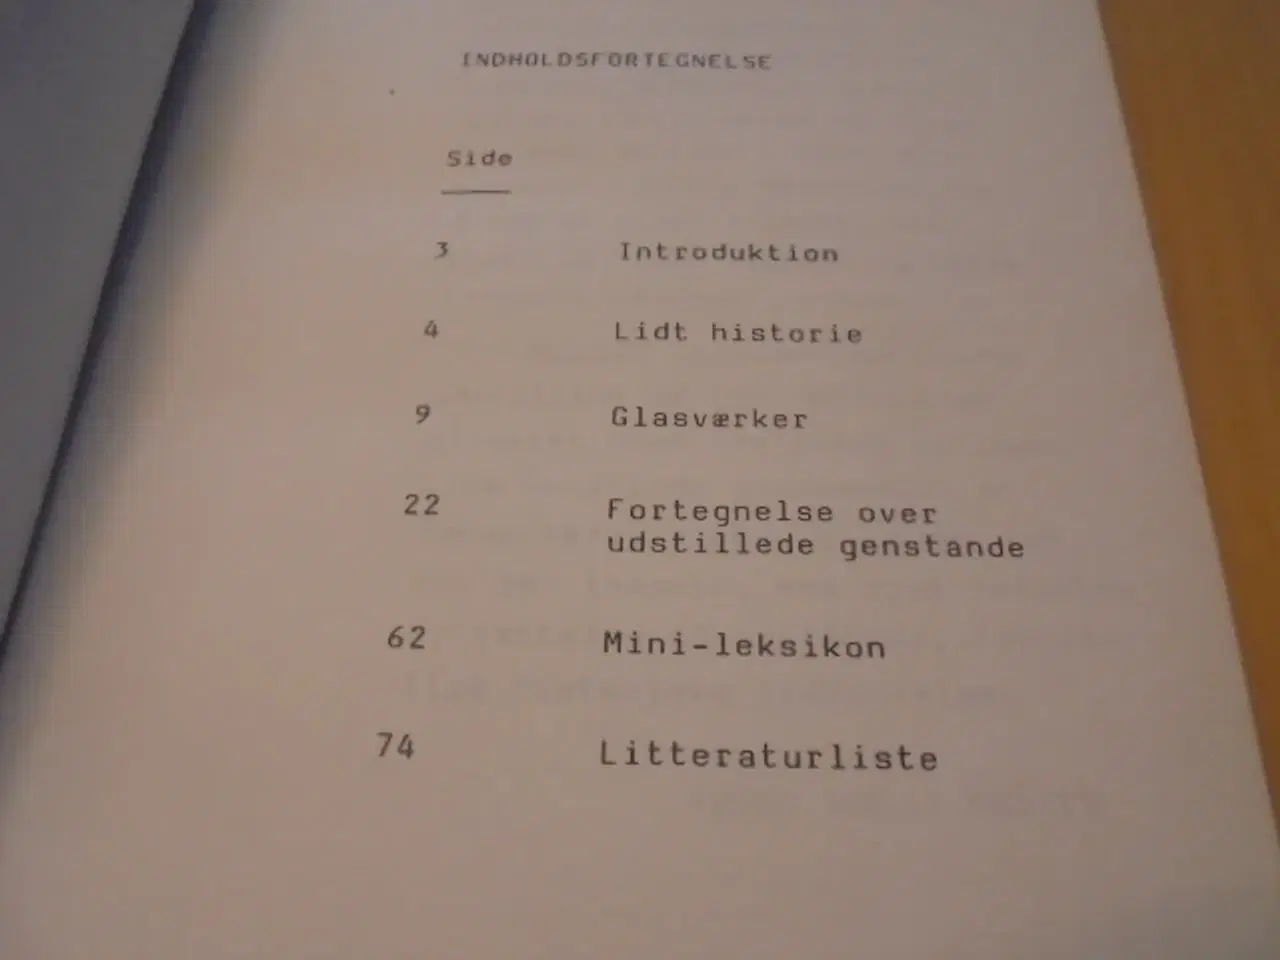 INDHOLDSFORTEGNELSE
Side
3 Introduktion
4 Lidt historie
9 Glasværker
22 Fortegnelse over
udstillede genstande
62 Mini-leksikon
74 Litteraturliste